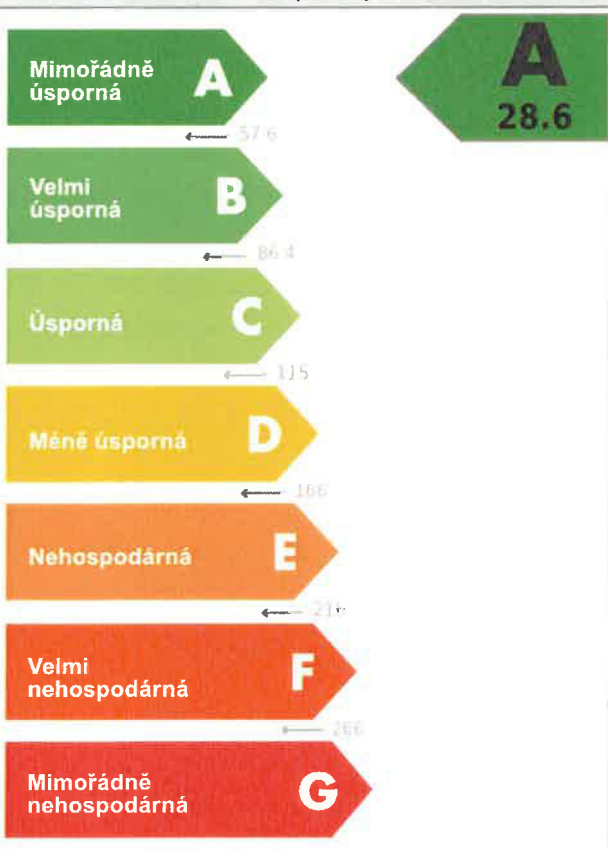 Mimořádně
úsporná
A
A
28.6
57.6
Velmi
úsporná
B
86.4
Úsporná
C
115
Méně úsporná
D
166
Nehospodárná
E
Velmi
nehospodárná
F
266
Mimořádně
nehospodárná
G